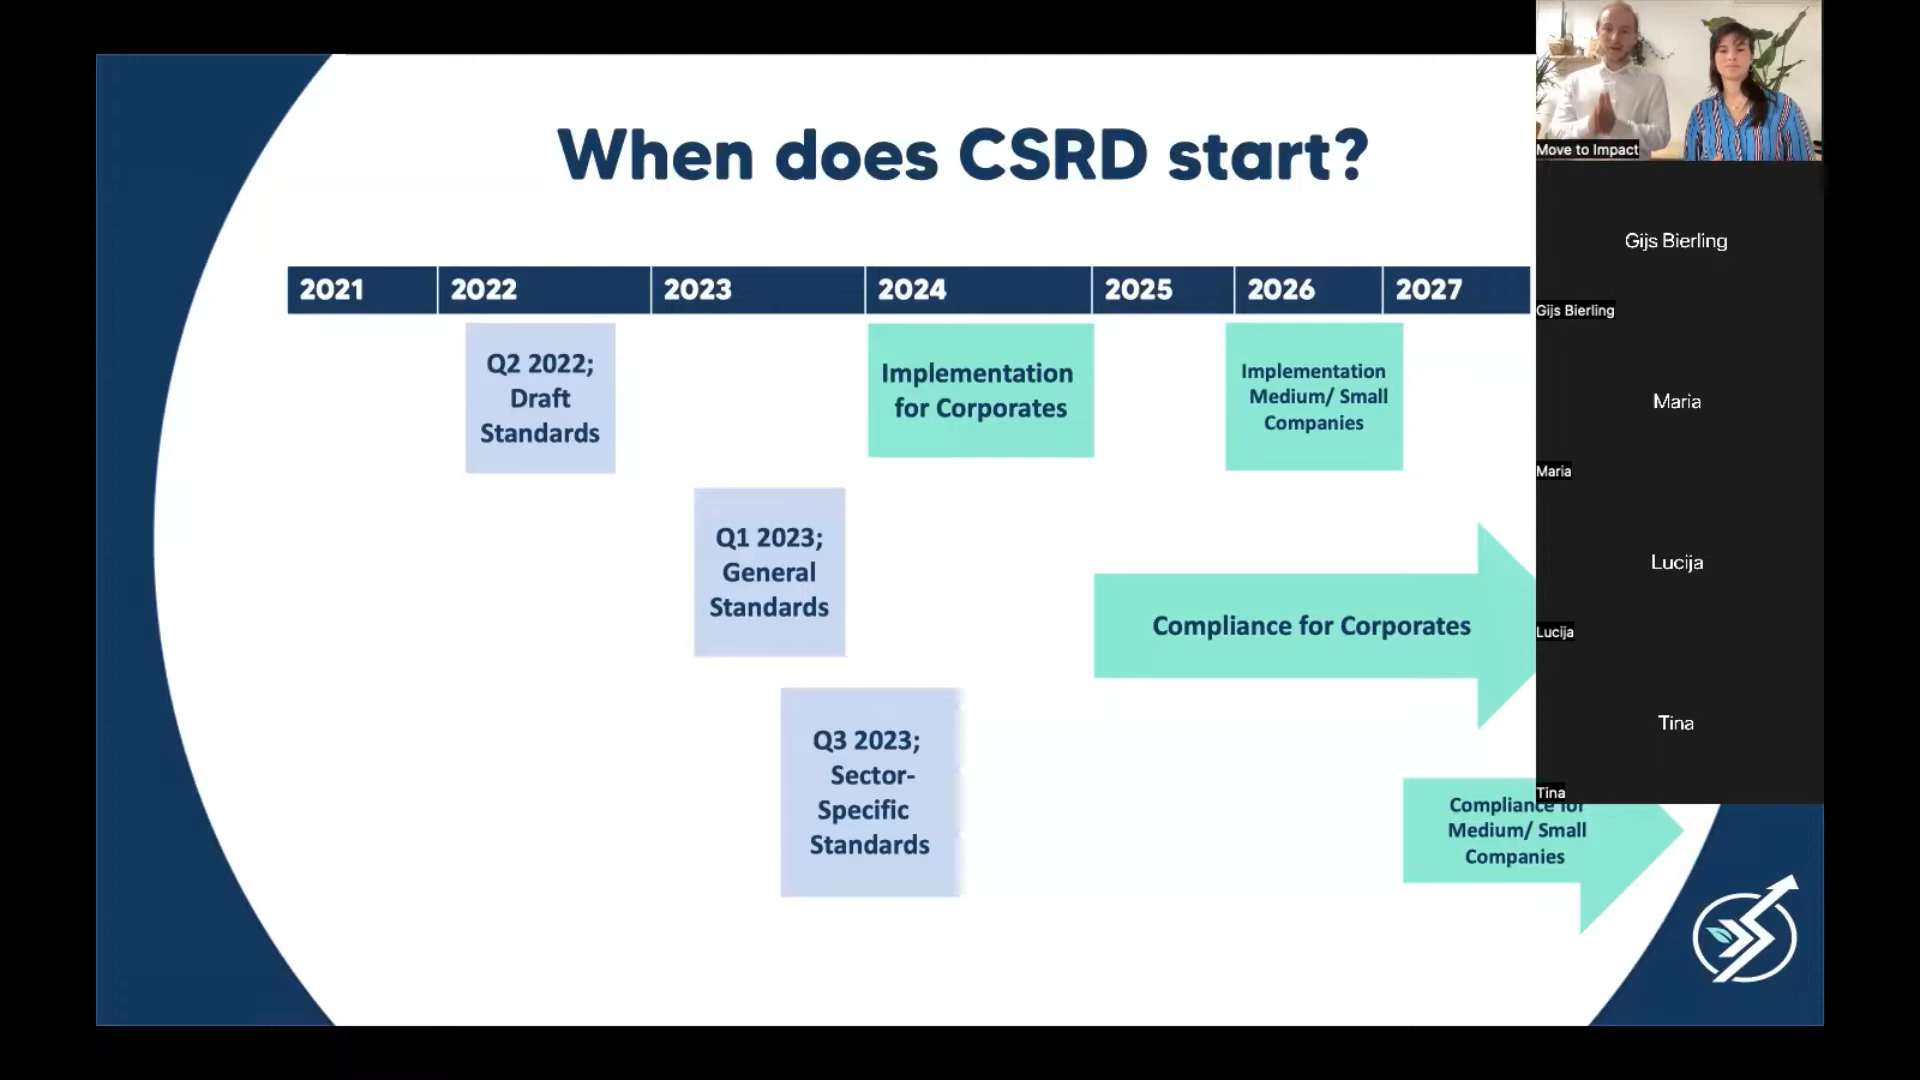 When does CSRD start?
2021 2022 2023 2024 2025 2026 2027
Q2 2022;
Draft
Standards
Implementation
for Corporates
Implementation
Medium/ Small
Companies
Q1 2023;
General
Standards
Compliance for Corporates
Q3 2023;
Sector-
Specific
Standards
Compliance for
Medium/ Small
Companies
Move to Impact
Gijs Bierling
Gijs Bierling
Maria
Maria
Lucija
Lucija
Tina
Tina